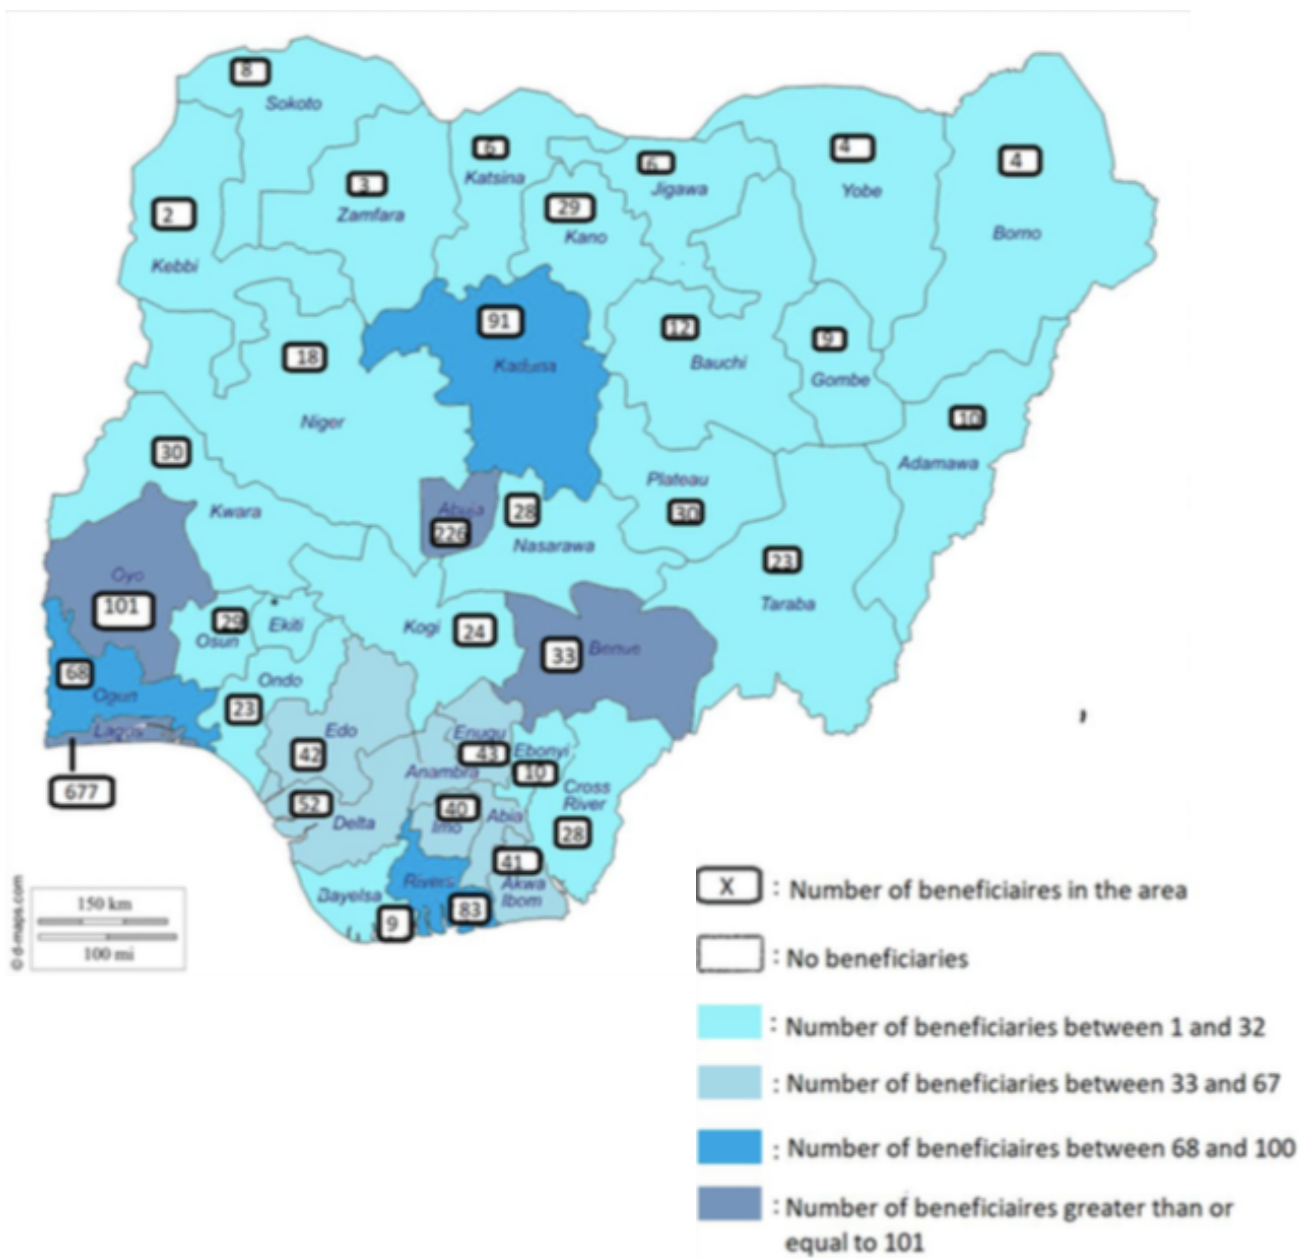 8
Sokoto
6
Katsina
6
Jigawa
4
Yobe
4
Borno
3
Zamfara
2
Kebbi
29
Kano
91
Kaduna
18
Niger
12
Bauchi
9
Gombe
10
Adamawa
30
Kwara
Plateau
30
Abuja
226
28
Nasarawa
23
Taraba
Oyo
101
29
Osun
Ekiti
Kogi
24
33
Benue
68
Ogun
Ondo
23
Lagos
677
Edo
42
Enugu
43
Ebonyi
10
Anambra
Cross
River
28
52
Delta
40
Imo
Abia
41
Akwa
Ibom
Bayelsa
9
Rivers
83
,
© d-maps.com
150 km
100 mi
X : Number of beneficiaires in the area
: No beneficiaries
: Number of beneficiaries between 1 and 32
: Number of beneficiaries between 33 and 67
: Number of beneficiaires between 68 and 100
: Number of beneficiaires greater than or
equal to 101